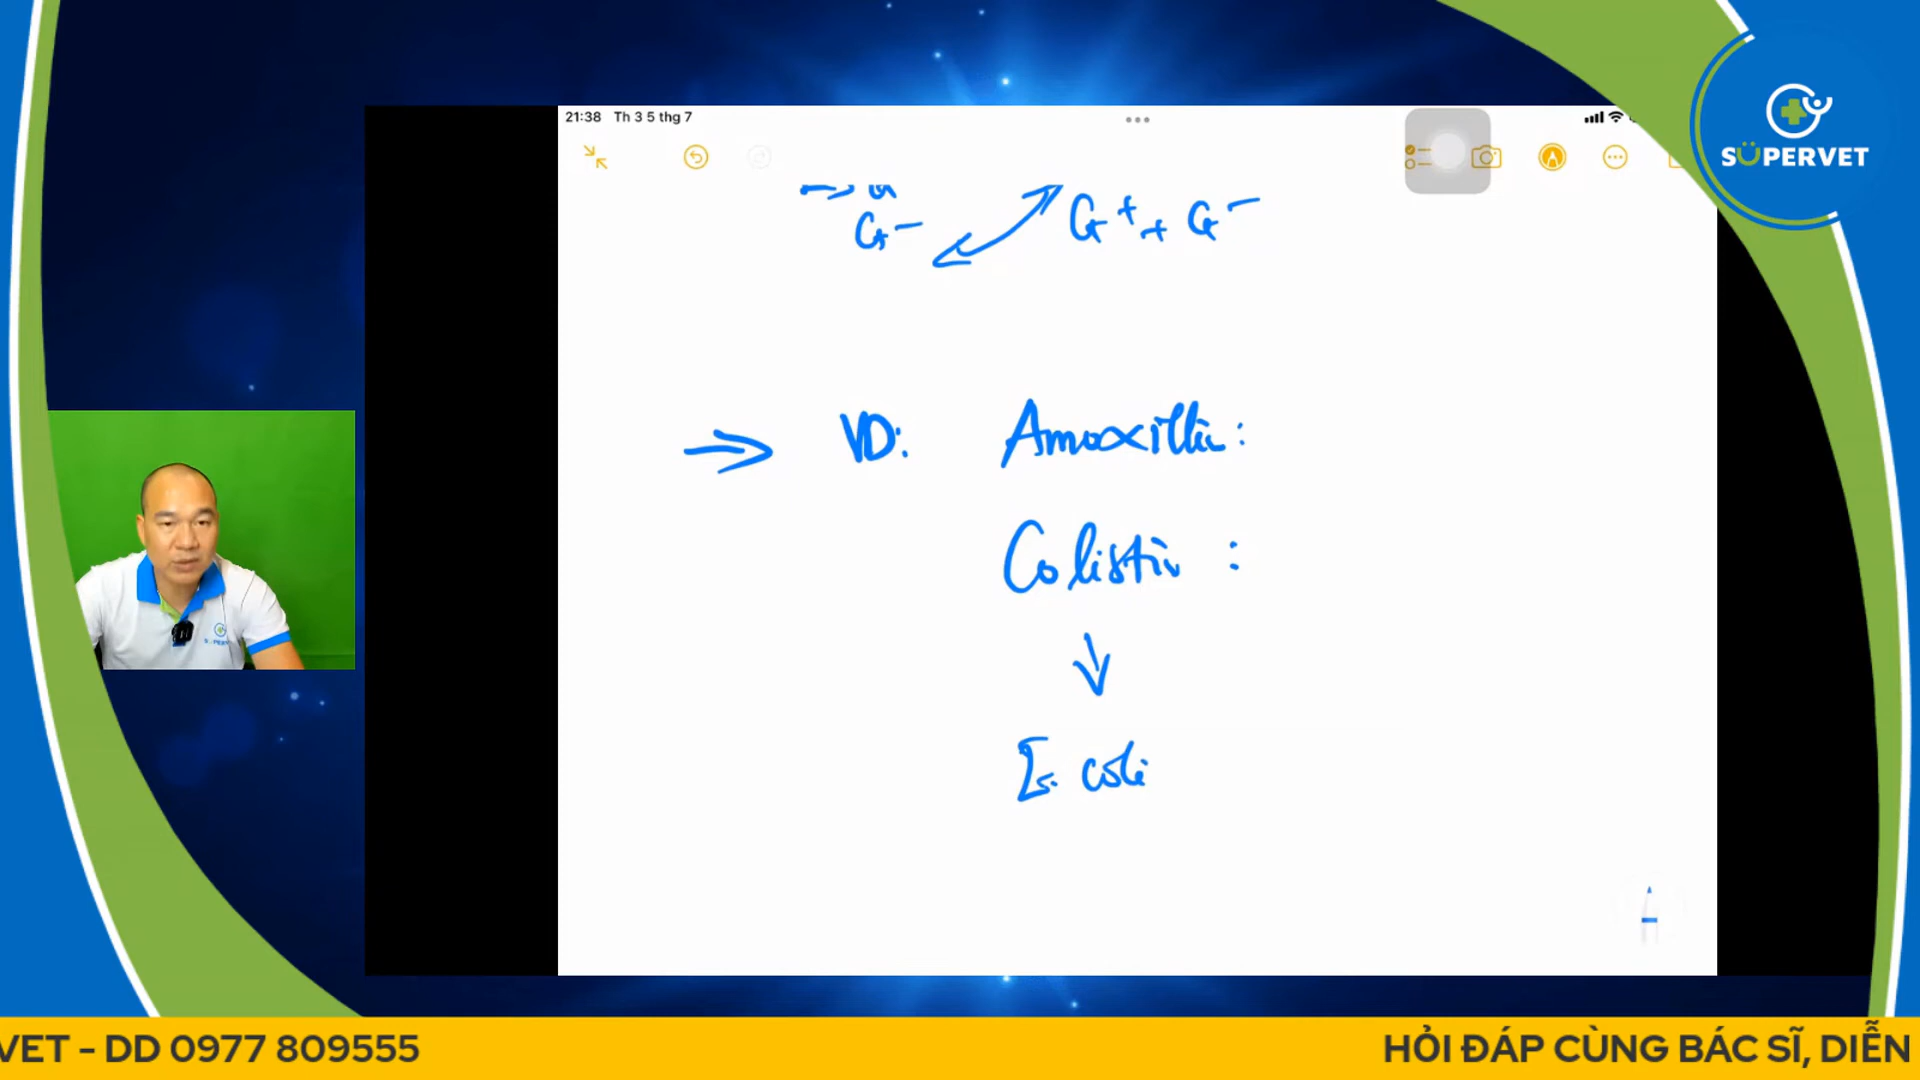 21:38 Th 3 5 thg 7
SÜPERVET
G-
G+ + G-
VD: Amoxillin:
Colistin :
E. coli
VET - DD 0977 809555
HỎI ĐÁP CÙNG BÁC SĨ, DIỄN